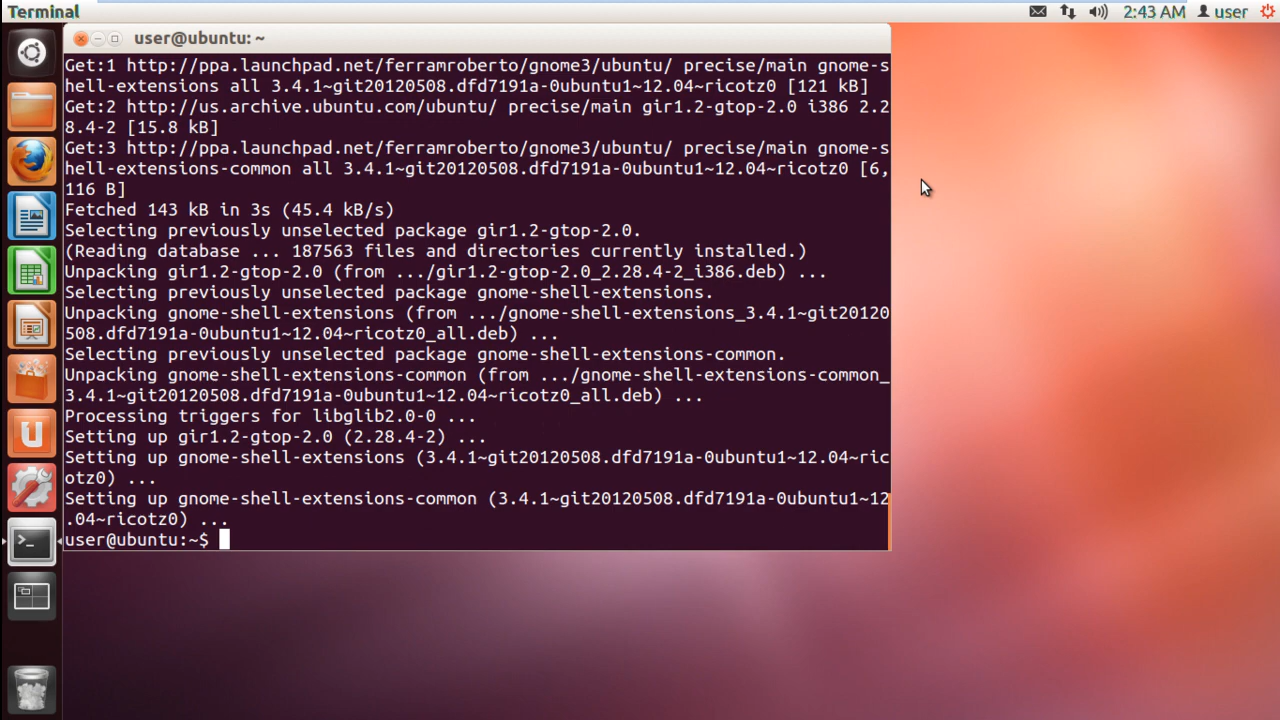 Terminal
2:43 AM user
user@ubuntu: ~
Get:1 http://ppa.launchpad.net/ferramroberto/gnome3/ubuntu/ precise/main gnome-s
hell-extensions all 3.4.1~git20120508.dfd7191a-0ubuntu1~12.04~ricotz0 [121 kB]
Get:2 http://us.archive.ubuntu.com/ubuntu/ precise/main gir1.2-gtop-2.0 i386 2.2
8.4-2 [15.8 kB]
Get:3 http://ppa.launchpad.net/ferramroberto/gnome3/ubuntu/ precise/main gnome-s
hell-extensions-common all 3.4.1~git20120508.dfd7191a-0ubuntu1~12.04~ricotz0 [6,
116 B]
Fetched 143 kB in 3s (45.4 kB/s)
Selecting previously unselected package gir1.2-gtop-2.0.
(Reading database ... 187563 files and directories currently installed.)
Unpacking gir1.2-gtop-2.0 (from .../gir1.2-gtop-2.0_2.28.4-2_i386.deb) ...
Selecting previously unselected package gnome-shell-extensions.
Unpacking gnome-shell-extensions (from .../gnome-shell-extensions_3.4.1~git20120
508.dfd7191a-0ubuntu1~12.04~ricotz0_all.deb) ...
Selecting previously unselected package gnome-shell-extensions-common.
Unpacking gnome-shell-extensions-common (from .../gnome-shell-extensions-common_
3.4.1~git20120508.dfd7191a-0ubuntu1~12.04~ricotz0_all.deb) ...
Processing triggers for libglib2.0-0 ...
Setting up gir1.2-gtop-2.0 (2.28.4-2) ...
Setting up gnome-shell-extensions (3.4.1~git20120508.dfd7191a-0ubuntu1~12.04~ric
otz0) ...
Setting up gnome-shell-extensions-common (3.4.1~git20120508.dfd7191a-0ubuntu1~12
.04~ricotz0) ...
user@ubuntu:~$